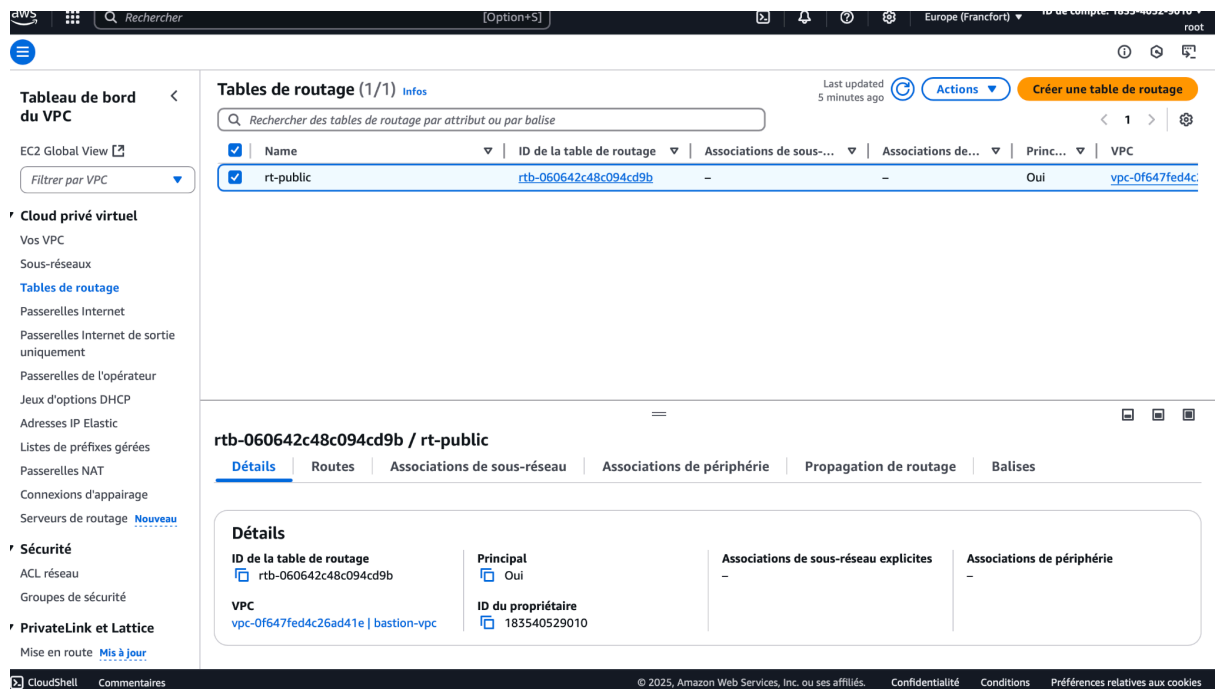 aws
Rechercher
[Option+S]
Europe (Francfort)
ID de compte: 1835-4052-9010
root
Tableau de bord
du VPC
EC2 Global View
Filtrer par VPC
Cloud privé virtuel
Vos VPC
Sous-réseaux
Tables de routage
Passerelles Internet
Passerelles Internet de sortie
uniquement
Passerelles de l'opérateur
Jeux d'options DHCP
Adresses IP Elastic
Listes de préfixes gérées
Passerelles NAT
Connexions d'appairage
Serveurs de routage Nouveau
Sécurité
ACL réseau
Groupes de sécurité
PrivateLink et Lattice
Mise en route Mis à jour
Tables de routage (1/1) Infos
Last updated
5 minutes ago
Actions
Créer une table de routage
Rechercher des tables de routage par attribut ou par balise
1
Name ID de la table de routage Associations de sous-... Associations de... Princ... VPC
rt-public rtb-060642c48c094cd9b – – Oui vpc-0f647fed4c
rtb-060642c48c094cd9b / rt-public
Détails Routes Associations de sous-réseau Associations de périphérie Propagation de routage Balises
Détails
ID de la table de routage
rtb-060642c48c094cd9b
Principal
Oui
Associations de sous-réseau explicites
–
Associations de périphérie
–
VPC
vpc-0f647fed4c26ad41e | bastion-vpc
ID du propriétaire
183540529010
CloudShell Commentaires © 2025, Amazon Web Services, Inc. ou ses affiliés. Confidentialité Conditions Préférences relatives aux cookies